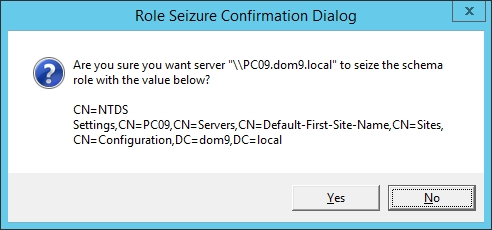 Role Seizure Confirmation Dialog
x
Are you sure you want server "\\PC09.dom9.local" to seize the schema
role with the value below?
CN=NTDS
Settings,CN=PC09,CN=Servers,CN=Default-First-Site-Name,CN=Sites,
CN=Configuration,DC=dom9,DC=local
Yes No